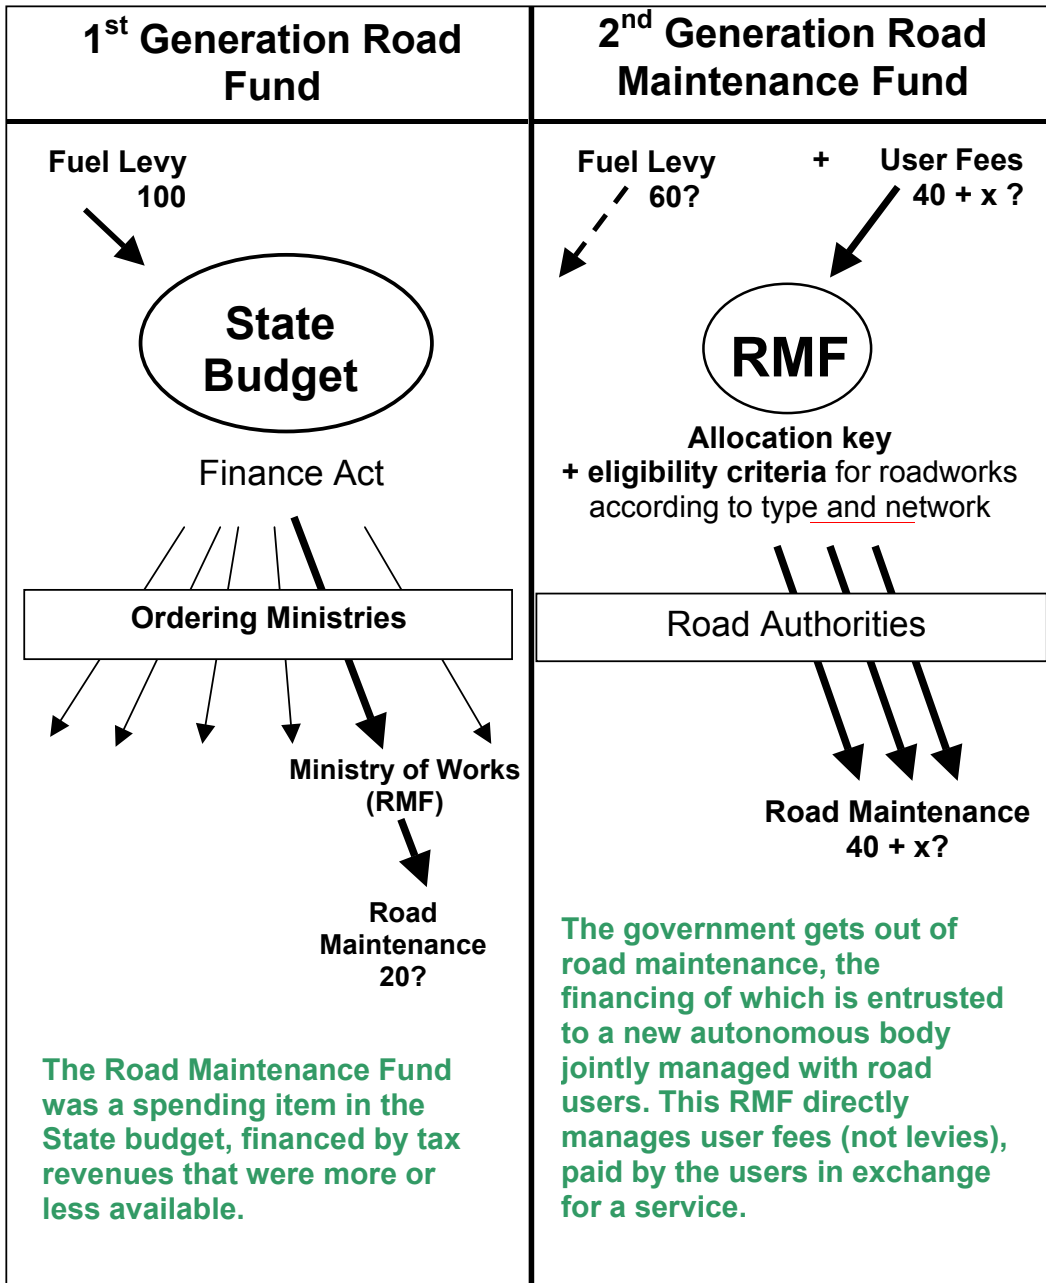 1st Generation Road
Fund
Fuel Levy
100
State
Budget
Finance Act
Ordering Ministries
Ministry of Works
(RMF)
Road
Maintenance
20?
The Road Maintenance Fund
was a spending item in the
State budget, financed by tax
revenues that were more or
less available.
2nd Generation Road
Maintenance Fund
Fuel Levy + User Fees
60? 40 + x ?
RMF
Allocation key
+ eligibility criteria for roadworks
according to type and network
Road Authorities
Road Maintenance
40 + x?
The government gets out of
road maintenance, the
financing of which is entrusted
to a new autonomous body
jointly managed with road
users. This RMF directly
manages user fees (not levies),
paid by the users in exchange
for a service.